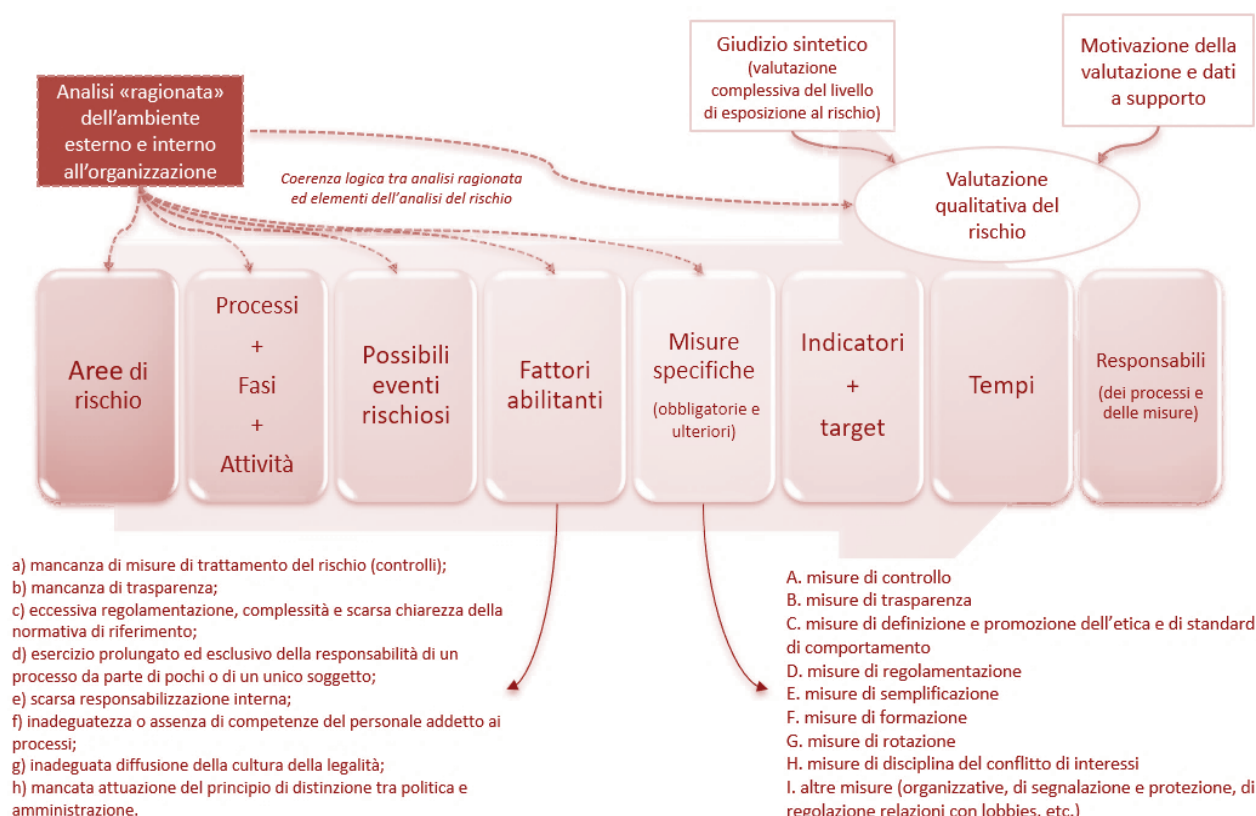 Giudizio sintetico
(valutazione
complessiva del livello
di esposizione al rischio)
Motivazione della
valutazione e dati
a supporto
Analisi «ragionata»
dell'ambiente
esterno e interno
all'organizzazione
Coerenza logica tra analisi ragionata
ed elementi dell'analisi del rischio
Valutazione
qualitativa del
rischio
Aree di
rischio
Processi
+
Fasi
+
Attività
Possibili
eventi
rischiosi
Fattori
abilitanti
Misure
specifiche
(obbligatorie e
ulteriori)
Indicatori
+
target
Tempi
Responsabili
(dei processi e
delle misure)
a) mancanza di misure di trattamento del rischio (controlli);
b) mancanza di trasparenza;
c) eccessiva regolamentazione, complessità e scarsa chiarezza della
normativa di riferimento;
d) esercizio prolungato ed esclusivo della responsabilità di un
processo da parte di pochi o di un unico soggetto;
e) scarsa responsabilizzazione interna;
f) inadeguatezza o assenza di competenze del personale addetto ai
processi;
g) inadeguata diffusione della cultura della legalità;
h) mancata attuazione del principio di distinzione tra politica e
amministrazione.
A. misure di controllo
B. misure di trasparenza
C. misure di definizione e promozione dell'etica e di standard
di comportamento
D. misure di regolamentazione
E. misure di semplificazione
F. misure di formazione
G. misure di rotazione
H. misure di disciplina del conflitto di interessi
I. altre misure (organizzative, di segnalazione e protezione, di
regolazione relazioni con lobbies, etc.)